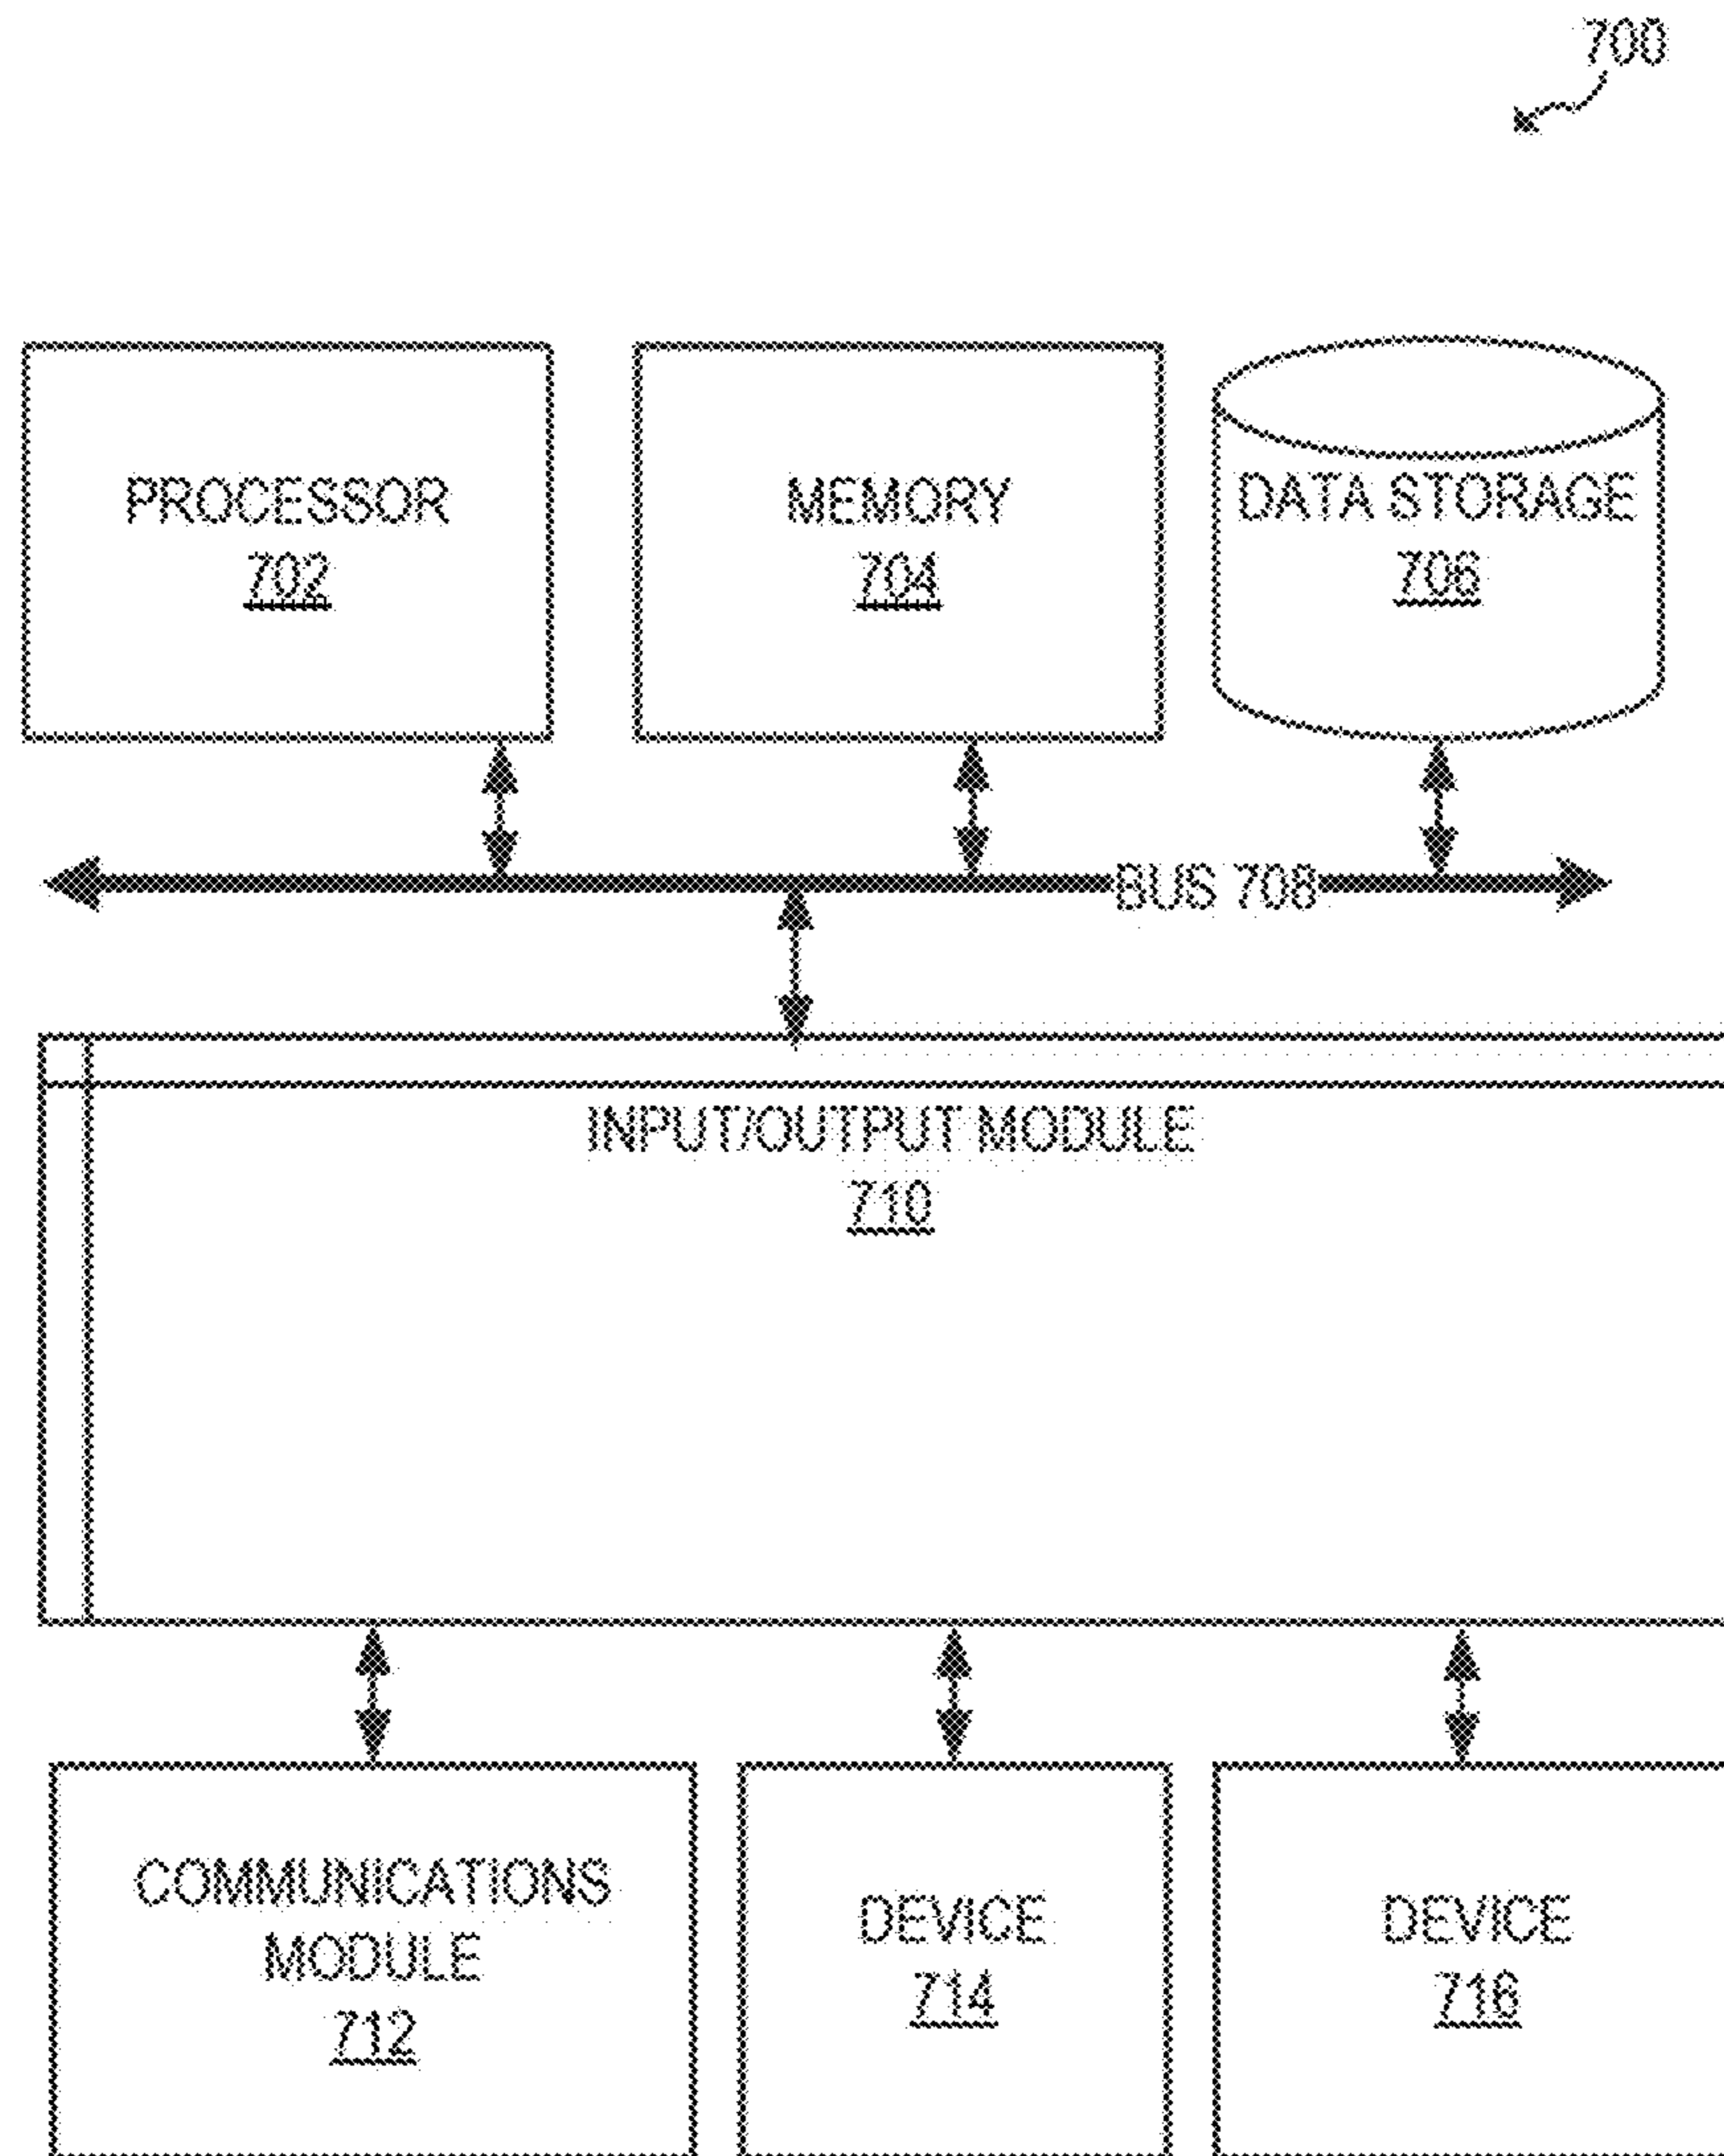 700
PROCESSOR
702
MEMORY
704
DATA STORAGE
706
BUS 708
INPUT/OUTPUT MODULE
710
COMMUNICATIONS
MODULE
712
DEVICE
714
DEVICE
716